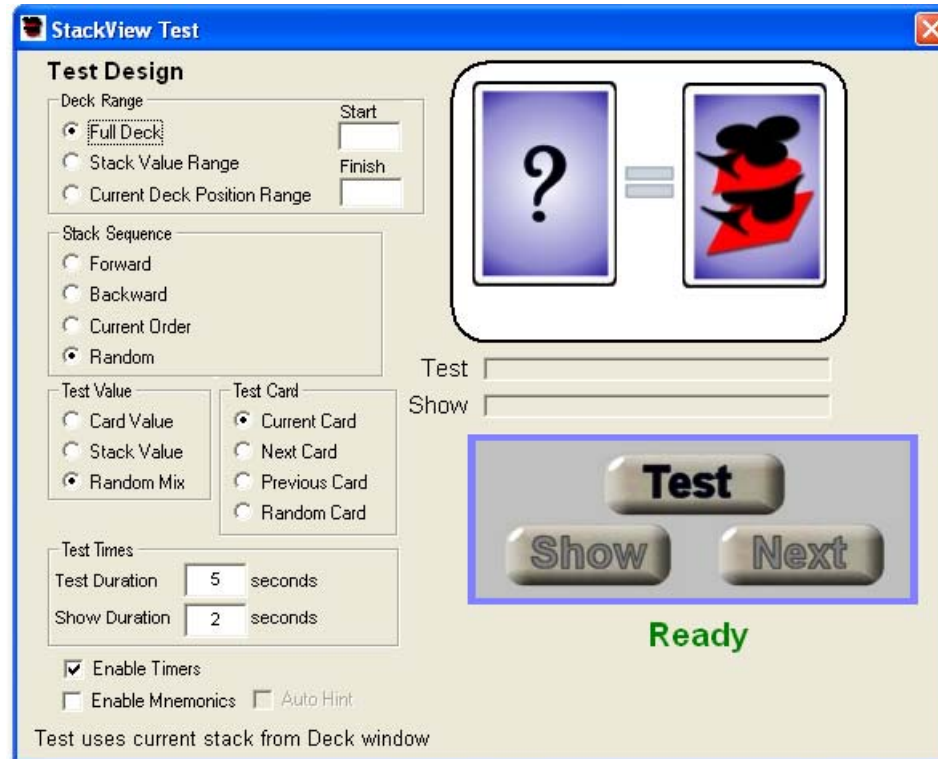 StackView Test
Test Design
Deck Range
Start
Full Deck
Stack Value Range
Finish
Current Deck Position Range
Stack Sequence
Forward
Backward
Current Order
Random
Test Value
Card Value
Stack Value
Random Mix
Test Card
Current Card
Next Card
Previous Card
Random Card
Test Times
Test Duration 5 seconds
Show Duration 2 seconds
Enable Timers
Enable Mnemonics Auto Hint
Test uses current stack from Deck window
? =
Test
Show
Test
Show Next
Ready